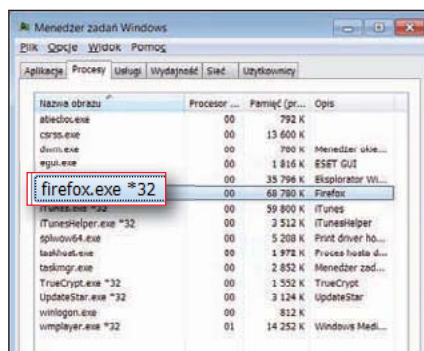 Menedżer zadań Windows
Plik Opcje Widok Pomoc
Aplikacje Procesy Usługi Wydajność Sieć Użytkownicy
Nazwa obrazu Procesor ... Pamięć (pr... Opis
atieclxx.exe 00 792 K
csrss.exe 00 13 600 K
dwm.exe 00 700 K Menedżer okie...
egui.exe 00 1 816 K ESET GUI
00 35 796 K Eksplorator Wi...
firefox.exe *32 00 68 780 K Firefox
iTunes.exe *32 00 59 800 K iTunes
iTunesHelper.exe *32 00 3 512 K iTunesHelper
splwow64.exe 00 5 208 K Print driver ho...
taskhost.exe 00 1 972 K Proces hosta d...
taskmgr.exe 00 2 852 K Menedżer zad...
TrueCrypt.exe *32 00 1 552 K TrueCrypt
UpdateStar.exe *32 00 3 124 K UpdateStar
winlogon.exe 00 812 K
wmplayer.exe *32 01 14 252 K Windows Medi...